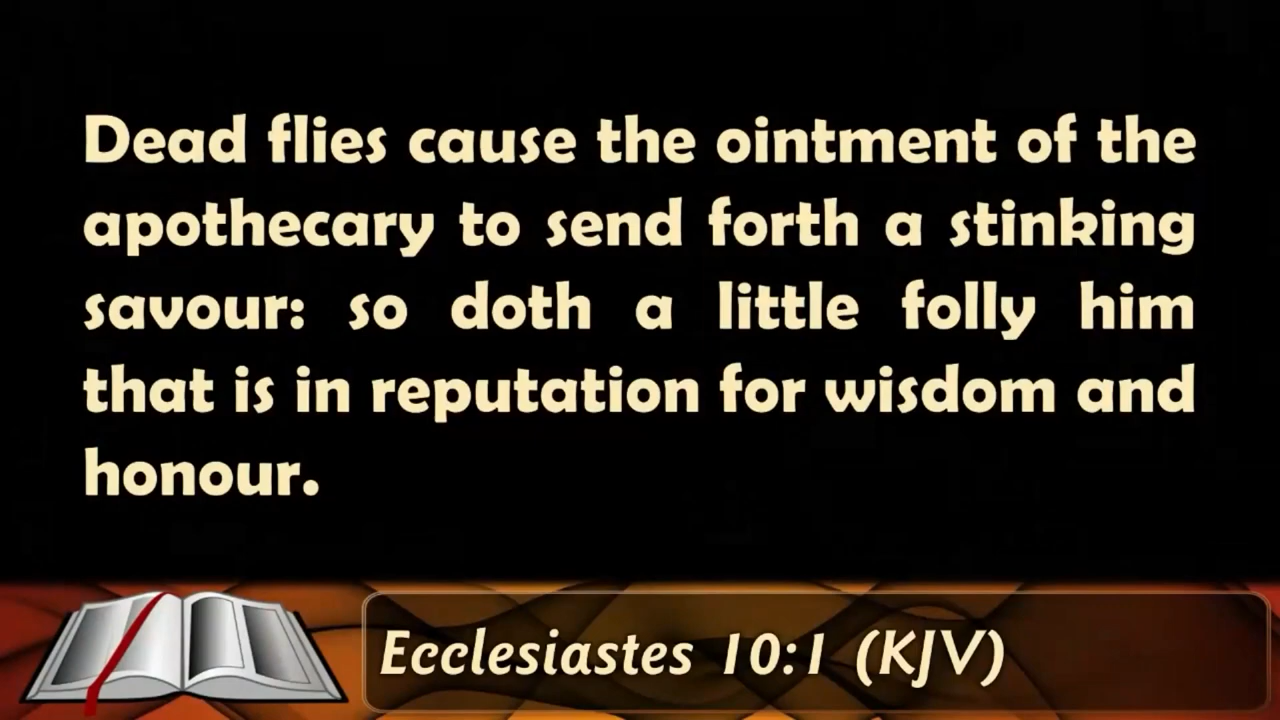 Dead flies cause the ointment of the
apothecary to send forth a stinking
savour: so doth a little folly him
that is in reputation for wisdom and
honour.
Ecclesiastes 10:1 (KJV)